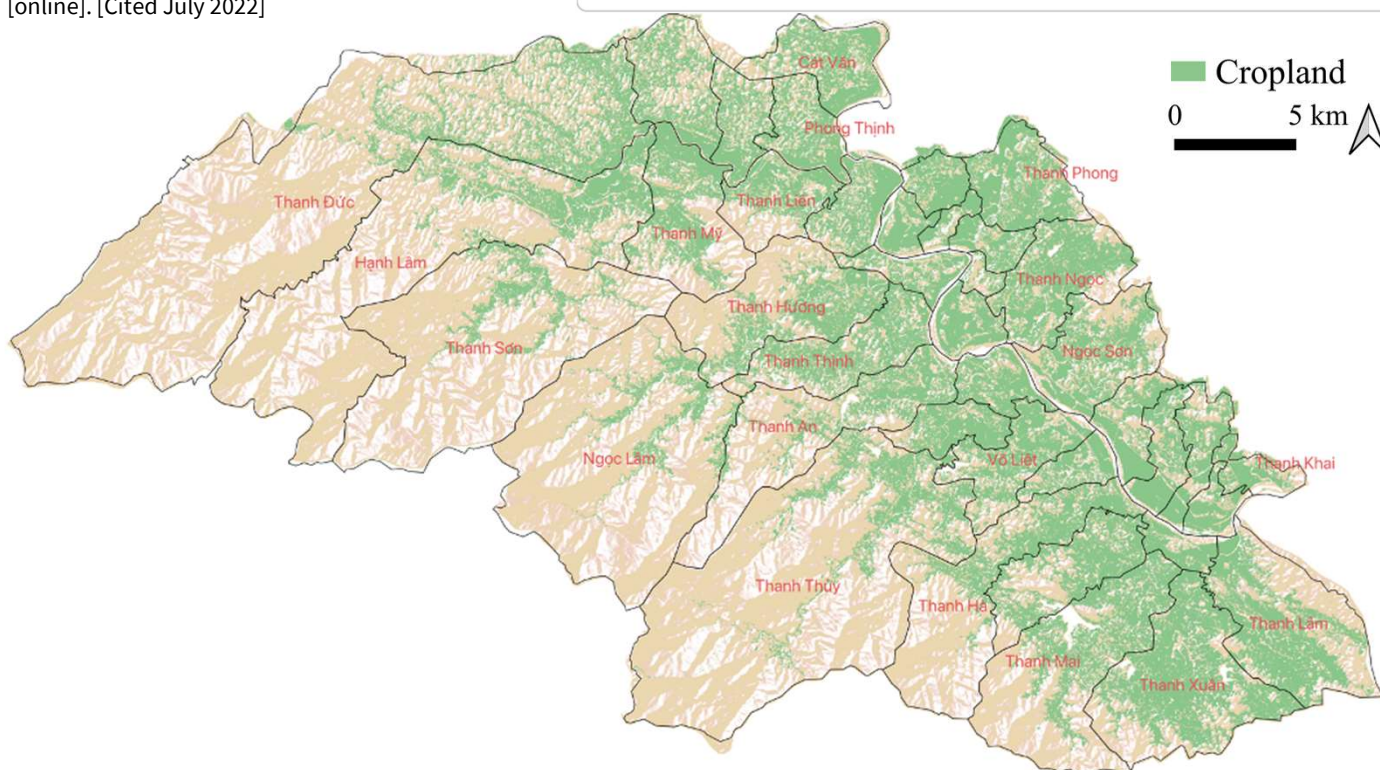 [online]. [Cited July 2022]
Cropland
0 5 km
Cát Văn
Phong Thịnh
Thanh Phong
Thanh Đức
Thanh Liên
Thanh Mỹ
Hạnh Lâm
Thanh Ngọc
Thanh Hương
Thanh Sơn
Ngọc Sơn
Thanh Thịnh
Thanh An
Ngọc Lâm
Võ Liệt
Thanh Khai
Thanh Thủy
Thanh Hà
Thanh Lâm
Thanh Mai
Thanh Xuân